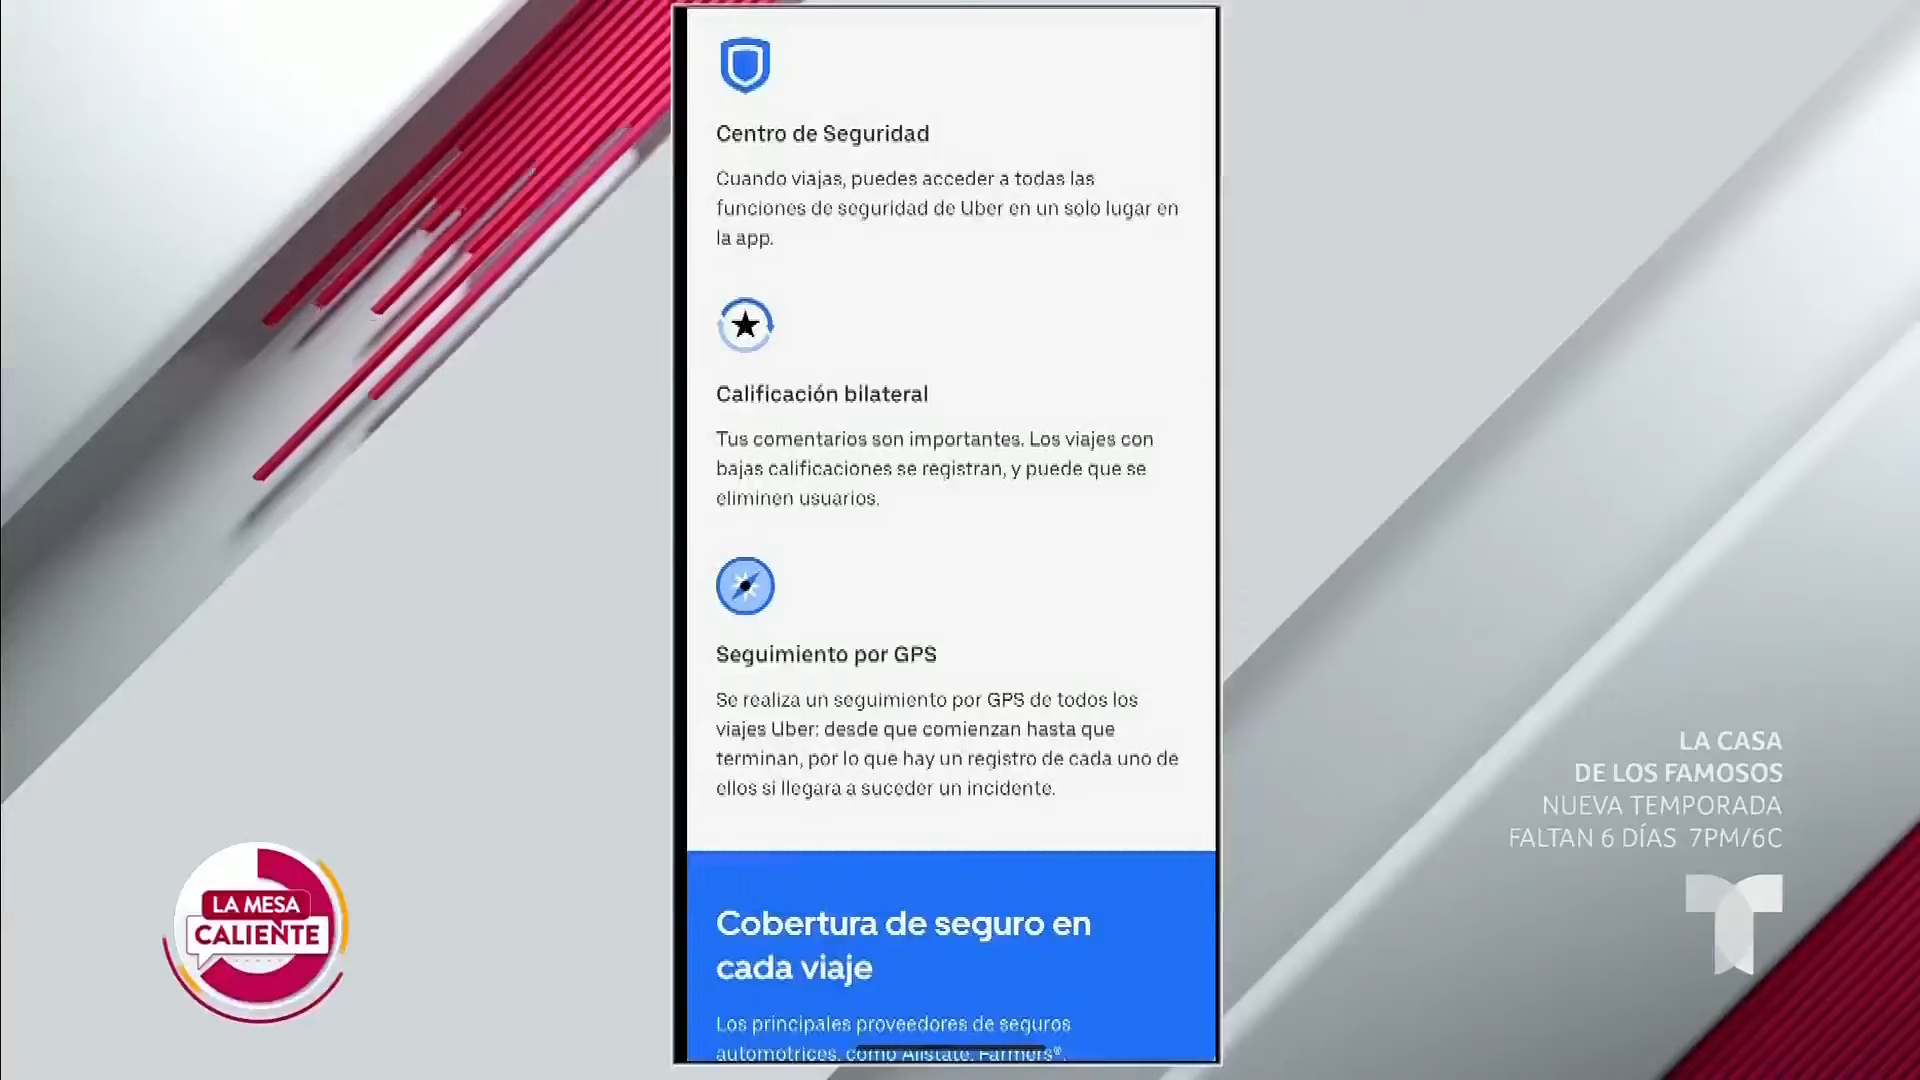 Centro de Seguridad
Cuando viajas, puedes acceder a todas las
funciones de seguridad de Uber en un solo lugar en
la app.
Calificación bilateral
Tus comentarios son importantes. Los viajes con
bajas calificaciones se registran, y puede que se
eliminen usuarios.
Seguimiento por GPS
Se realiza un seguimiento por GPS de todos los
viajes Uber: desde que comienzan hasta que
terminan, por lo que hay un registro de cada uno de
ellos si llegara a suceder un incidente.
Cobertura de seguro en
cada viaje
Los principales proveedores de seguros
automotrices, como Allstate, Farmers®,
LA MESA
CALIENTE
LA CASA
DE LOS FAMOSOS
NUEVA TEMPORADA
FALTAN 6 DÍAS 7PM/6C